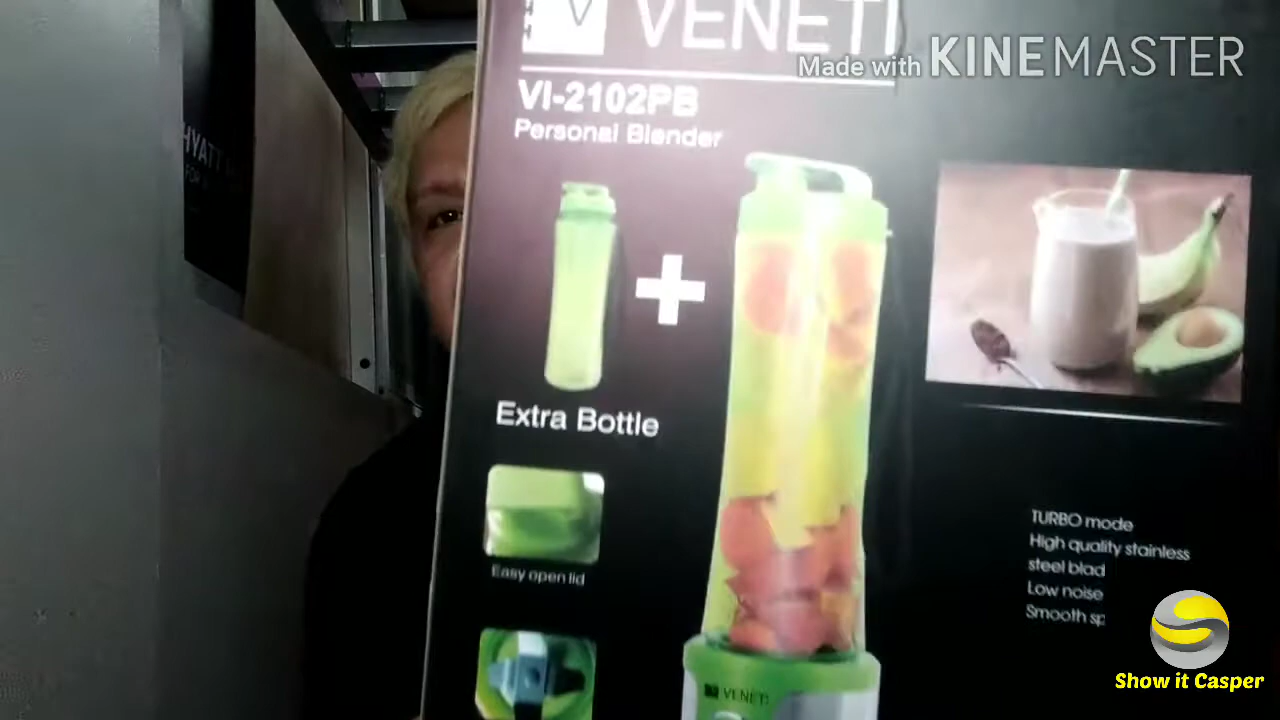 VENETI
Made with KINEMASTER
VI-2102PB
Personal Blender
Extra Bottle
Easy open lid
TURBO mode
High quality stainless
steel blad
Low noise
Smooth sp
VENETI
Show it Casper
HYATT